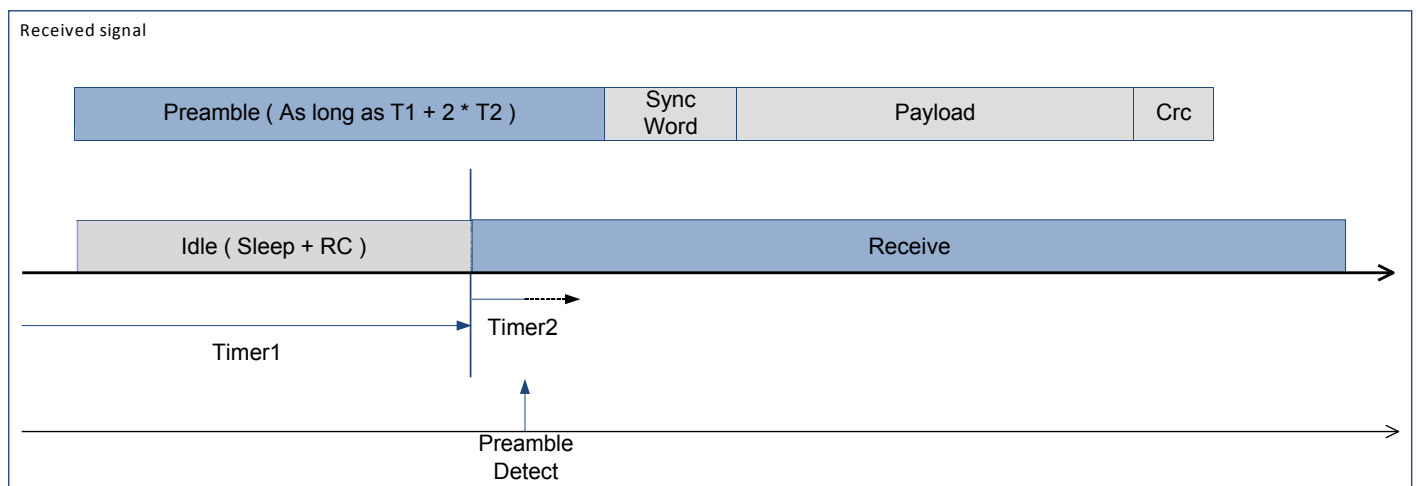 Received signal
Preamble ( As long as T1 + 2 * T2 )
Sync
Word
Payload
Crc
Idle ( Sleep + RC )
Receive
Timer2
Timer1
Preamble
Detect